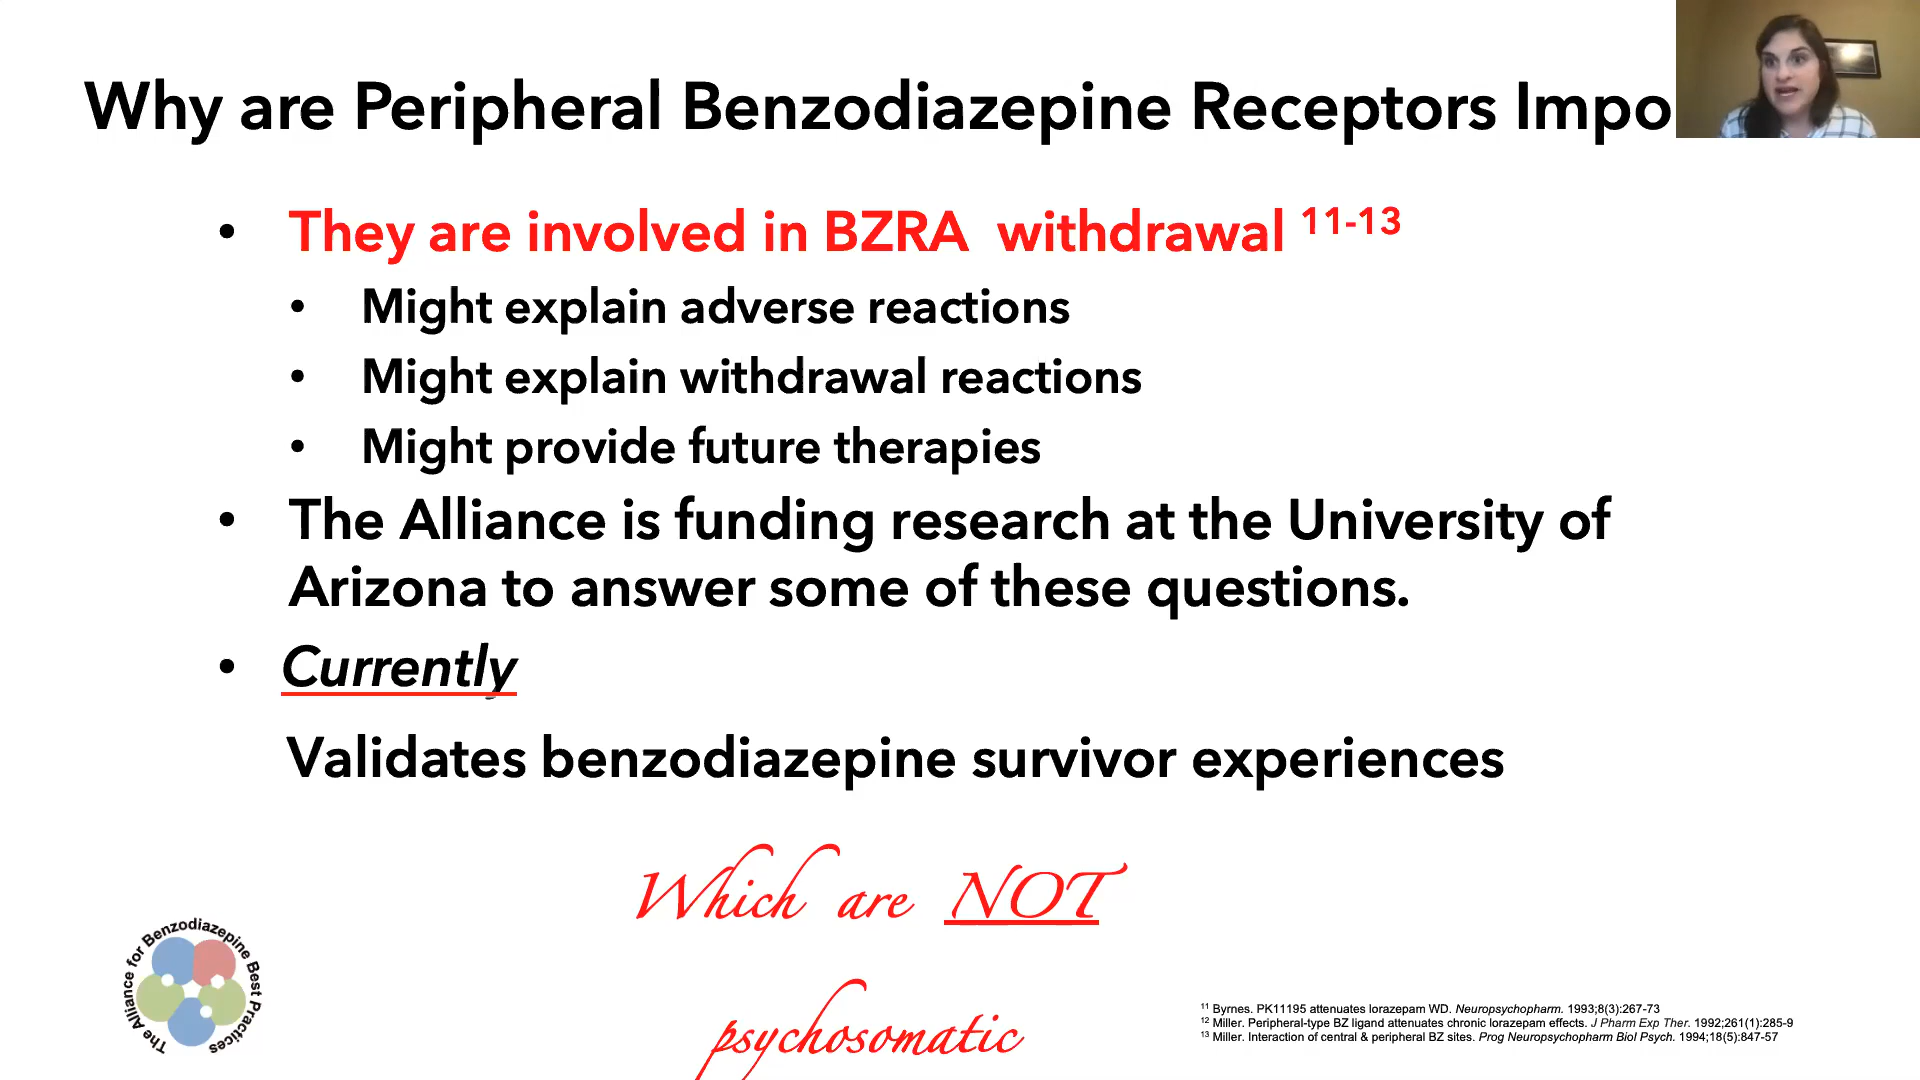 Why are Peripheral Benzodiazepine Receptors Impo
• They are involved in BZRA withdrawal 11-13
• Might explain adverse reactions
• Might explain withdrawal reactions
• Might provide future therapies
• The Alliance is funding research at the University of
Arizona to answer some of these questions.
• Currently
Validates benzodiazepine survivor experiences
Which are NOT
psychosomatic
The Alliance for Benzodiazepine Best Practices
11 Byrnes. PK11195 attenuates lorazepam WD. Neuropsychopharm. 1993;8(3):267-73
12 Miller. Peripheral-type BZ ligand attenuates chronic lorazepam effects. J Pharm Exp Ther. 1992;261(1):285-9
13 Miller. Interaction of central & peripheral BZ sites. Prog Neuropsychopharm Biol Psych. 1994;18(5):847-57